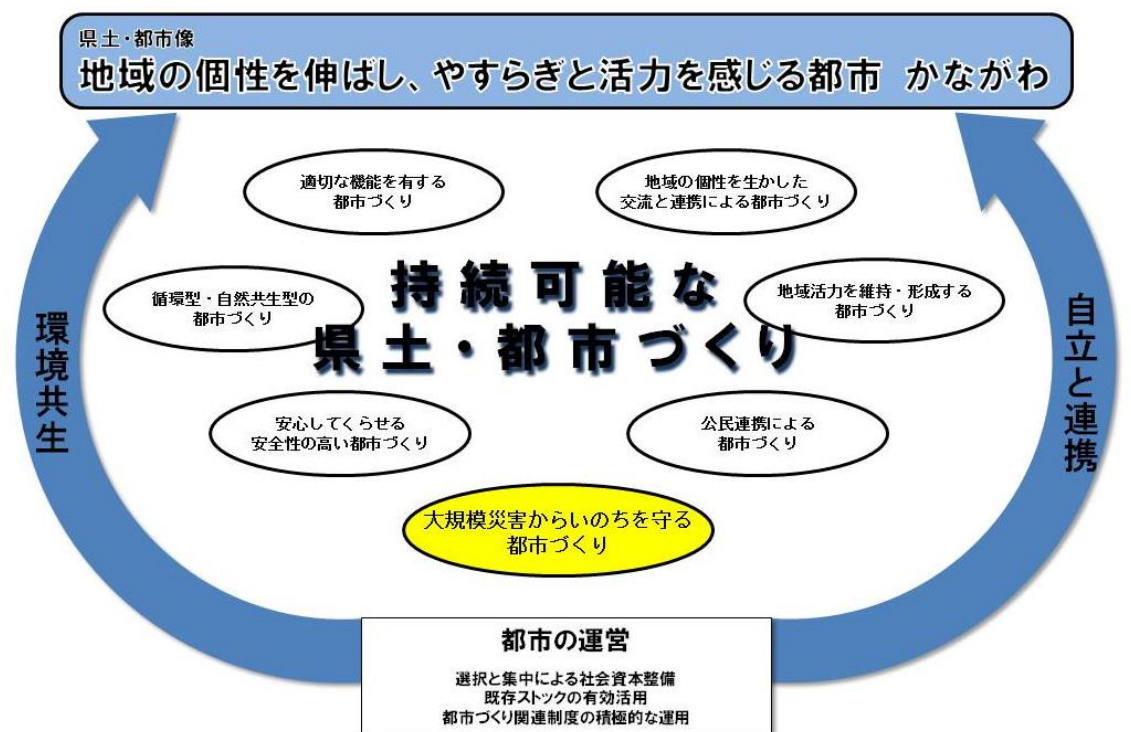 県土・都市像
地域の個性を伸ばし、やすらぎと活力を感じる都市　かながわ
適切な機能を有する
都市づくり
地域の個性を生かした
交流と連携による都市づくり
持続可能な
県土・都市づくり
循環型・自然共生型の
都市づくり
地域活力を維持・形成する
都市づくり
環境共生
自立と連携
安心してくらせる
安全性の高い都市づくり
公民連携による
都市づくり
大規模災害からいのちを守る
都市づくり
都市の運営
選択と集中による社会資本整備
既存ストックの有効活用
都市づくり関連制度の積極的な運用